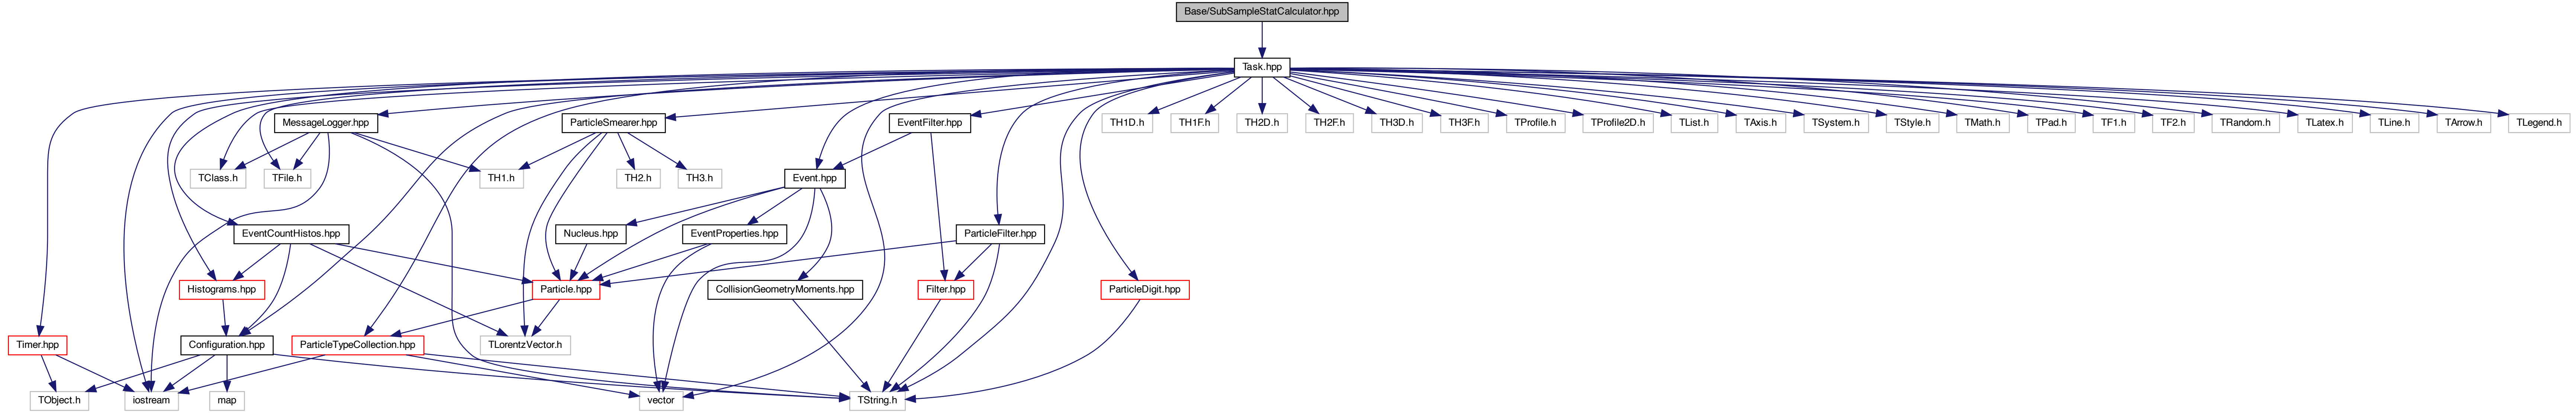 Base/SubSampleStatCalculator.hpp
Task.hpp
MessageLogger.hpp
ParticleSmearer.hpp
EventFilter.hpp
TH1D.h
TH1F.h
TH2D.h
TH2F.h
TH3D.h
TH3F.h
TProfile.h
TProfile2D.h
TList.h
TAxis.h
TSystem.h
TStyle.h
TMath.h
TPad.h
TF1.h
TF2.h
TRandom.h
TLatex.h
TLine.h
TArrow.h
TLegend.h
TClass.h
TFile.h
TH1.h
TH2.h
TH3.h
Event.hpp
EventCountHistos.hpp
Nucleus.hpp
EventProperties.hpp
ParticleFilter.hpp
Histograms.hpp
Particle.hpp
CollisionGeometryMoments.hpp
Filter.hpp
ParticleDigit.hpp
Timer.hpp
Configuration.hpp
ParticleTypeCollection.hpp
TLorentzVector.h
TObject.h
iostream
map
vector
TString.h